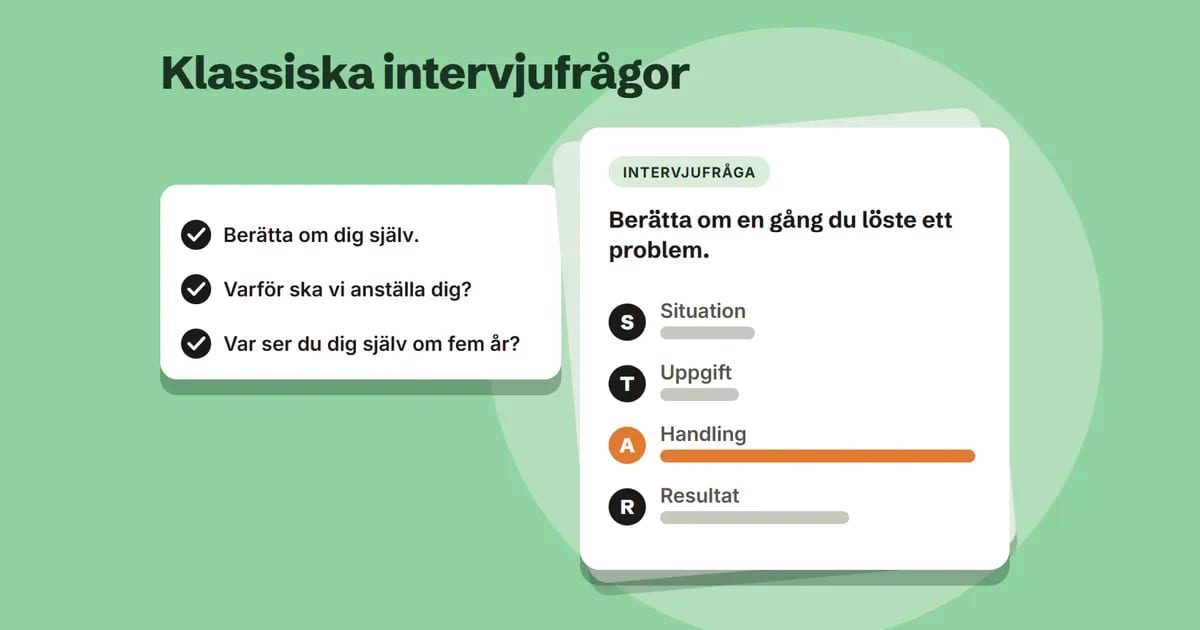 Klassiska intervjufrågor
Berätta om dig själv.
Varför ska vi anställa dig?
Var ser du dig själv om fem år?
INTERVJUFRÅGA
Berätta om en gång du löste ett
problem.
S Situation
T Uppgift
A Handling
R Resultat